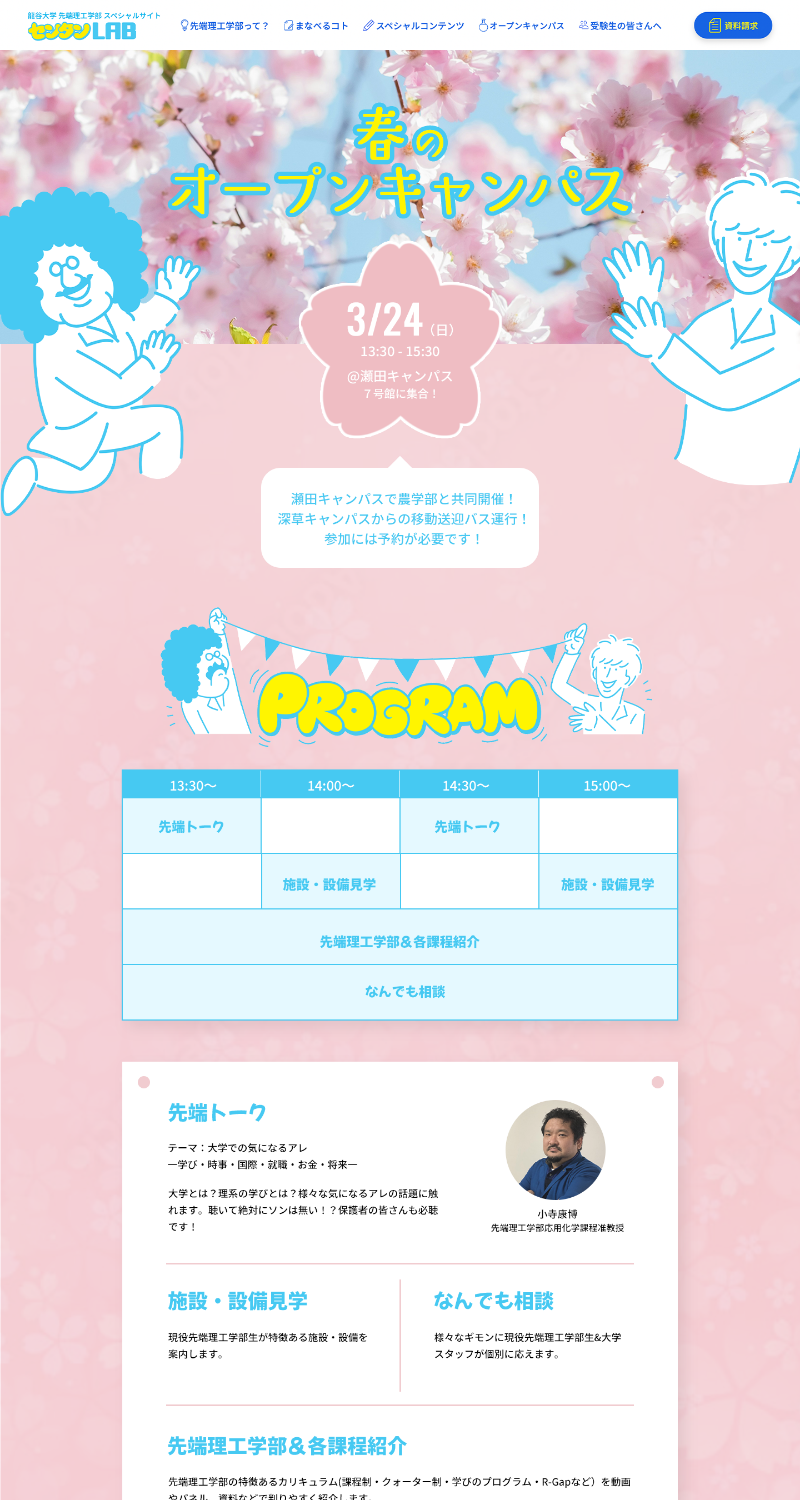 龍谷大学 先端理工学部 スペシャルサイト
センタンLAB
先端理工学部って？
まなべるコト
スペシャルコンテンツ
オープンキャンパス
受験生の皆さんへ
資料請求
春の
オープンキャンパス
3/24（日）
13:30 - 15:30
@瀬田キャンパス
７号館に集合！
瀬田キャンパスで農学部と共同開催！
深草キャンパスからの移動送迎バス運行！
参加には予約が必要です！
PROGRAM
13:30〜 14:00〜 14:30〜 15:00〜
先端トーク 先端トーク
施設・設備見学 施設・設備見学
先端理工学部＆各課程紹介
なんでも相談
先端トーク
テーマ：大学での気になるアレ
―学び・時事・国際・就職・お金・将来―
大学とは？理系の学びとは？様々な気になるアレの話題に触
れます。聴いて絶対にソンは無い！？保護者の皆さんも必聴
です！
小寺康博
先端理工学部応用化学課程准教授
施設・設備見学
現役先端理工学部生が特徴ある施設・設備を
案内します。
なんでも相談
様々なギモンに現役先端理工学部生&大学
スタッフが個別に応えます。
先端理工学部＆各課程紹介
先端理工学部の特徴あるカリキュラム(課程制・クォーター制・学びのプログラム・R-Gapなど）を動画
やパネル、資料などで判りやすく紹介します。